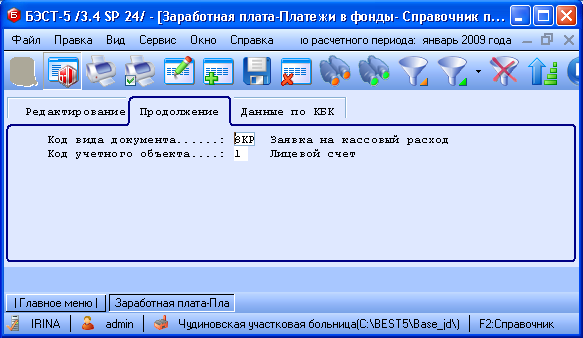 БЭСТ-5 /3.4 SP 24/ - [Заработная плата-Платежи в фонды- Справочник п...
Файл Правка Вид Сервис Окно Справка ю расчетного периода: январь 2009 года
Редактирование Продолжение Данные по КБК
Код вида документа......: ЗКР Заявка на кассовый расход
Код учетного объекта....: 1 Лицевой счет
|Главное меню| Заработная плата-Пла
IRINA admin Чудиновская участковая больница(C:\BEST5\Base_jd\) F2:Справочник